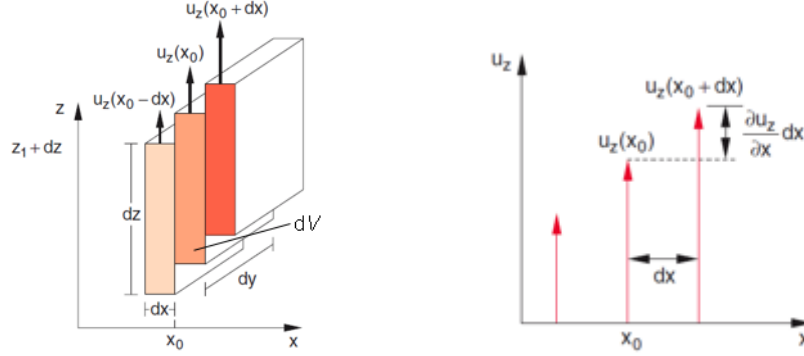 u_z(x_0 + dx)
u_z(x_0)
z
u_z(x_0 – dx)
z_1 + dz
dz
dV
dy
dx
x_0
x
u_z
u_z(x_0 + dx)
∂u_z/∂x dx
u_z(x_0)
dx
x_0
x